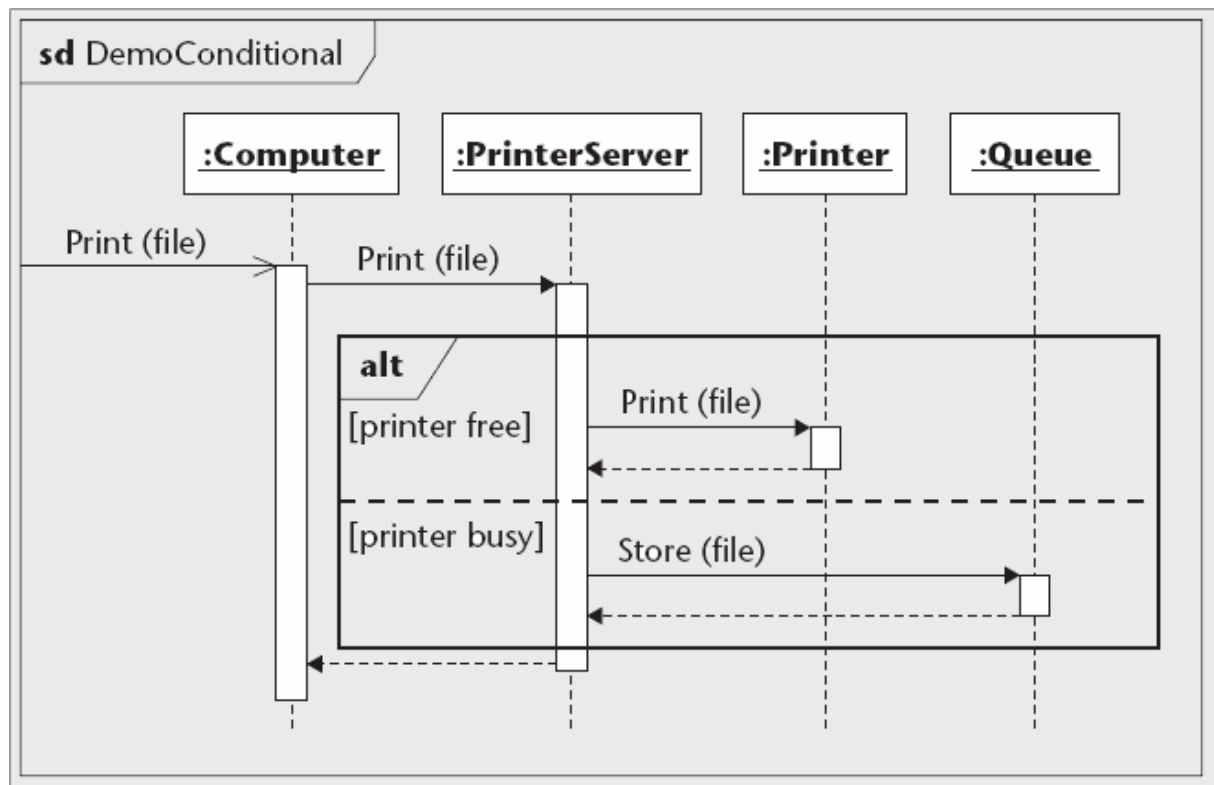 sd DemoConditional
:Computer
:PrinterServer
:Printer
:Queue
Print (file)
Print (file)
alt
[printer free]
Print (file)
[printer busy]
Store (file)